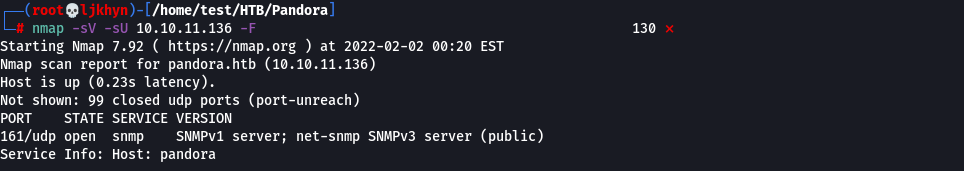 ┌──(root💀ljkhyn)-[/home/test/HTB/Pandora]
└─# nmap -sV -sU 10.10.11.136 -F 130 ⨯
Starting Nmap 7.92 ( https://nmap.org ) at 2022-02-02 00:20 EST
Nmap scan report for pandora.htb (10.10.11.136)
Host is up (0.23s latency).
Not shown: 99 closed udp ports (port-unreach)
PORT    STATE SERVICE VERSION
161/udp open  snmp    SNMPv1 server; net-snmp SNMPv3 server (public)
Service Info: Host: pandora